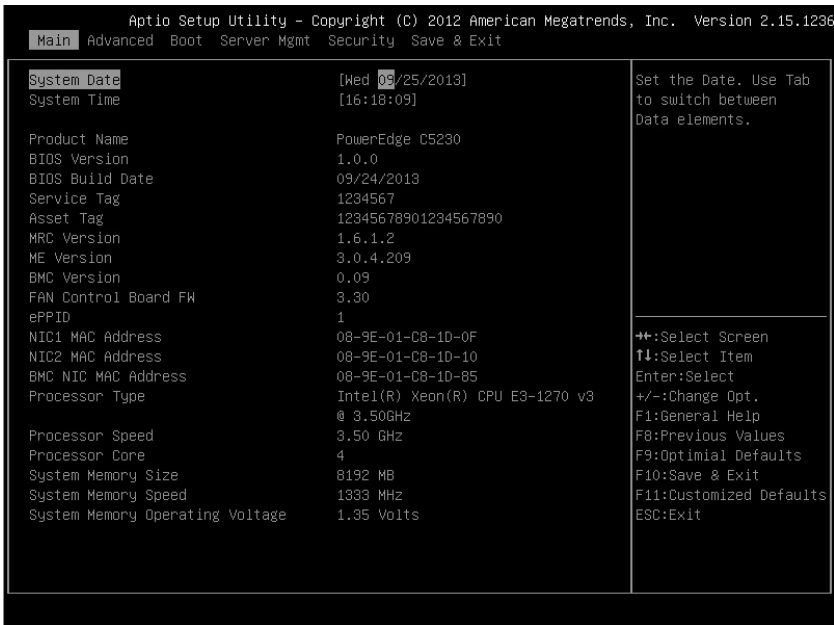 Aptio Setup Utility – Copyright (C) 2012 American Megatrends, Inc. Version 2.15.1236
Main Advanced Boot Server Mgmt Security Save & Exit
System Date [Wed 09/25/2013]
System Time [16:18:09]
Product Name PowerEdge C5230
BIOS Version 1.0.0
BIOS Build Date 09/24/2013
Service Tag 1234567
Asset Tag 12345678901234567890
MRC Version 1.6.1.2
ME Version 3.0.4.209
BMC Version 0.09
FAN Control Board FW 3.30
ePPID 1
NIC1 MAC Address 08-9E-01-C8-1D-0F
NIC2 MAC Address 08-9E-01-C8-1D-10
BMC NIC MAC Address 08-9E-01-C8-1D-85
Processor Type Intel(R) Xeon(R) CPU E3-1270 v3
@ 3.50GHz
Processor Speed 3.50 GHz
Processor Core 4
System Memory Size 8192 MB
System Memory Speed 1333 MHz
System Memory Operating Voltage 1.35 Volts
Set the Date. Use Tab
to switch between
Data elements.
→←:Select Screen
↑↓:Select Item
Enter:Select
+/-:Change Opt.
F1:General Help
F8:Previous Values
F9:Optimial Defaults
F10:Save & Exit
F11:Customized Defaults
ESC:Exit